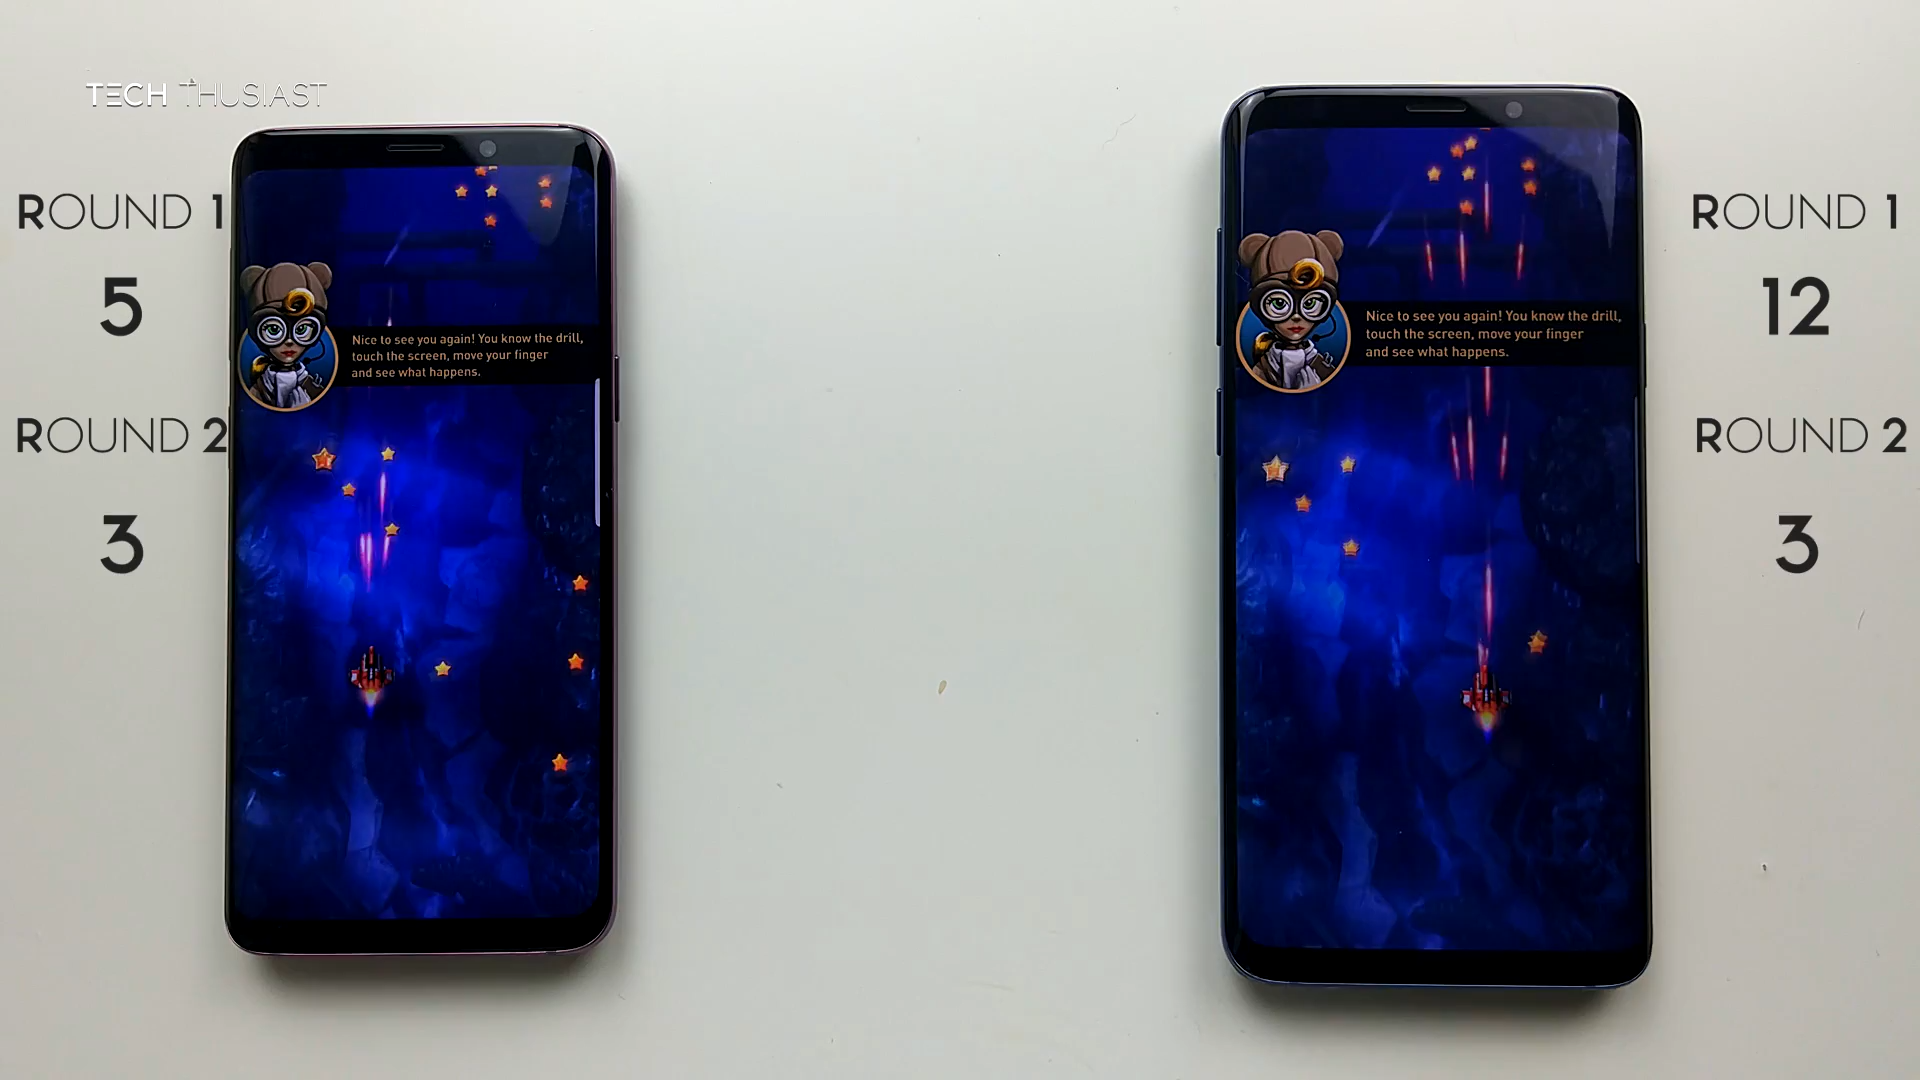 TECH THUSIAST
ROUND 1
5
ROUND 2
3
Nice to see you again! You know the drill,
touch the screen, move your finger
and see what happens.
Nice to see you again! You know the drill,
touch the screen, move your finger
and see what happens.
ROUND 1
12
ROUND 2
3